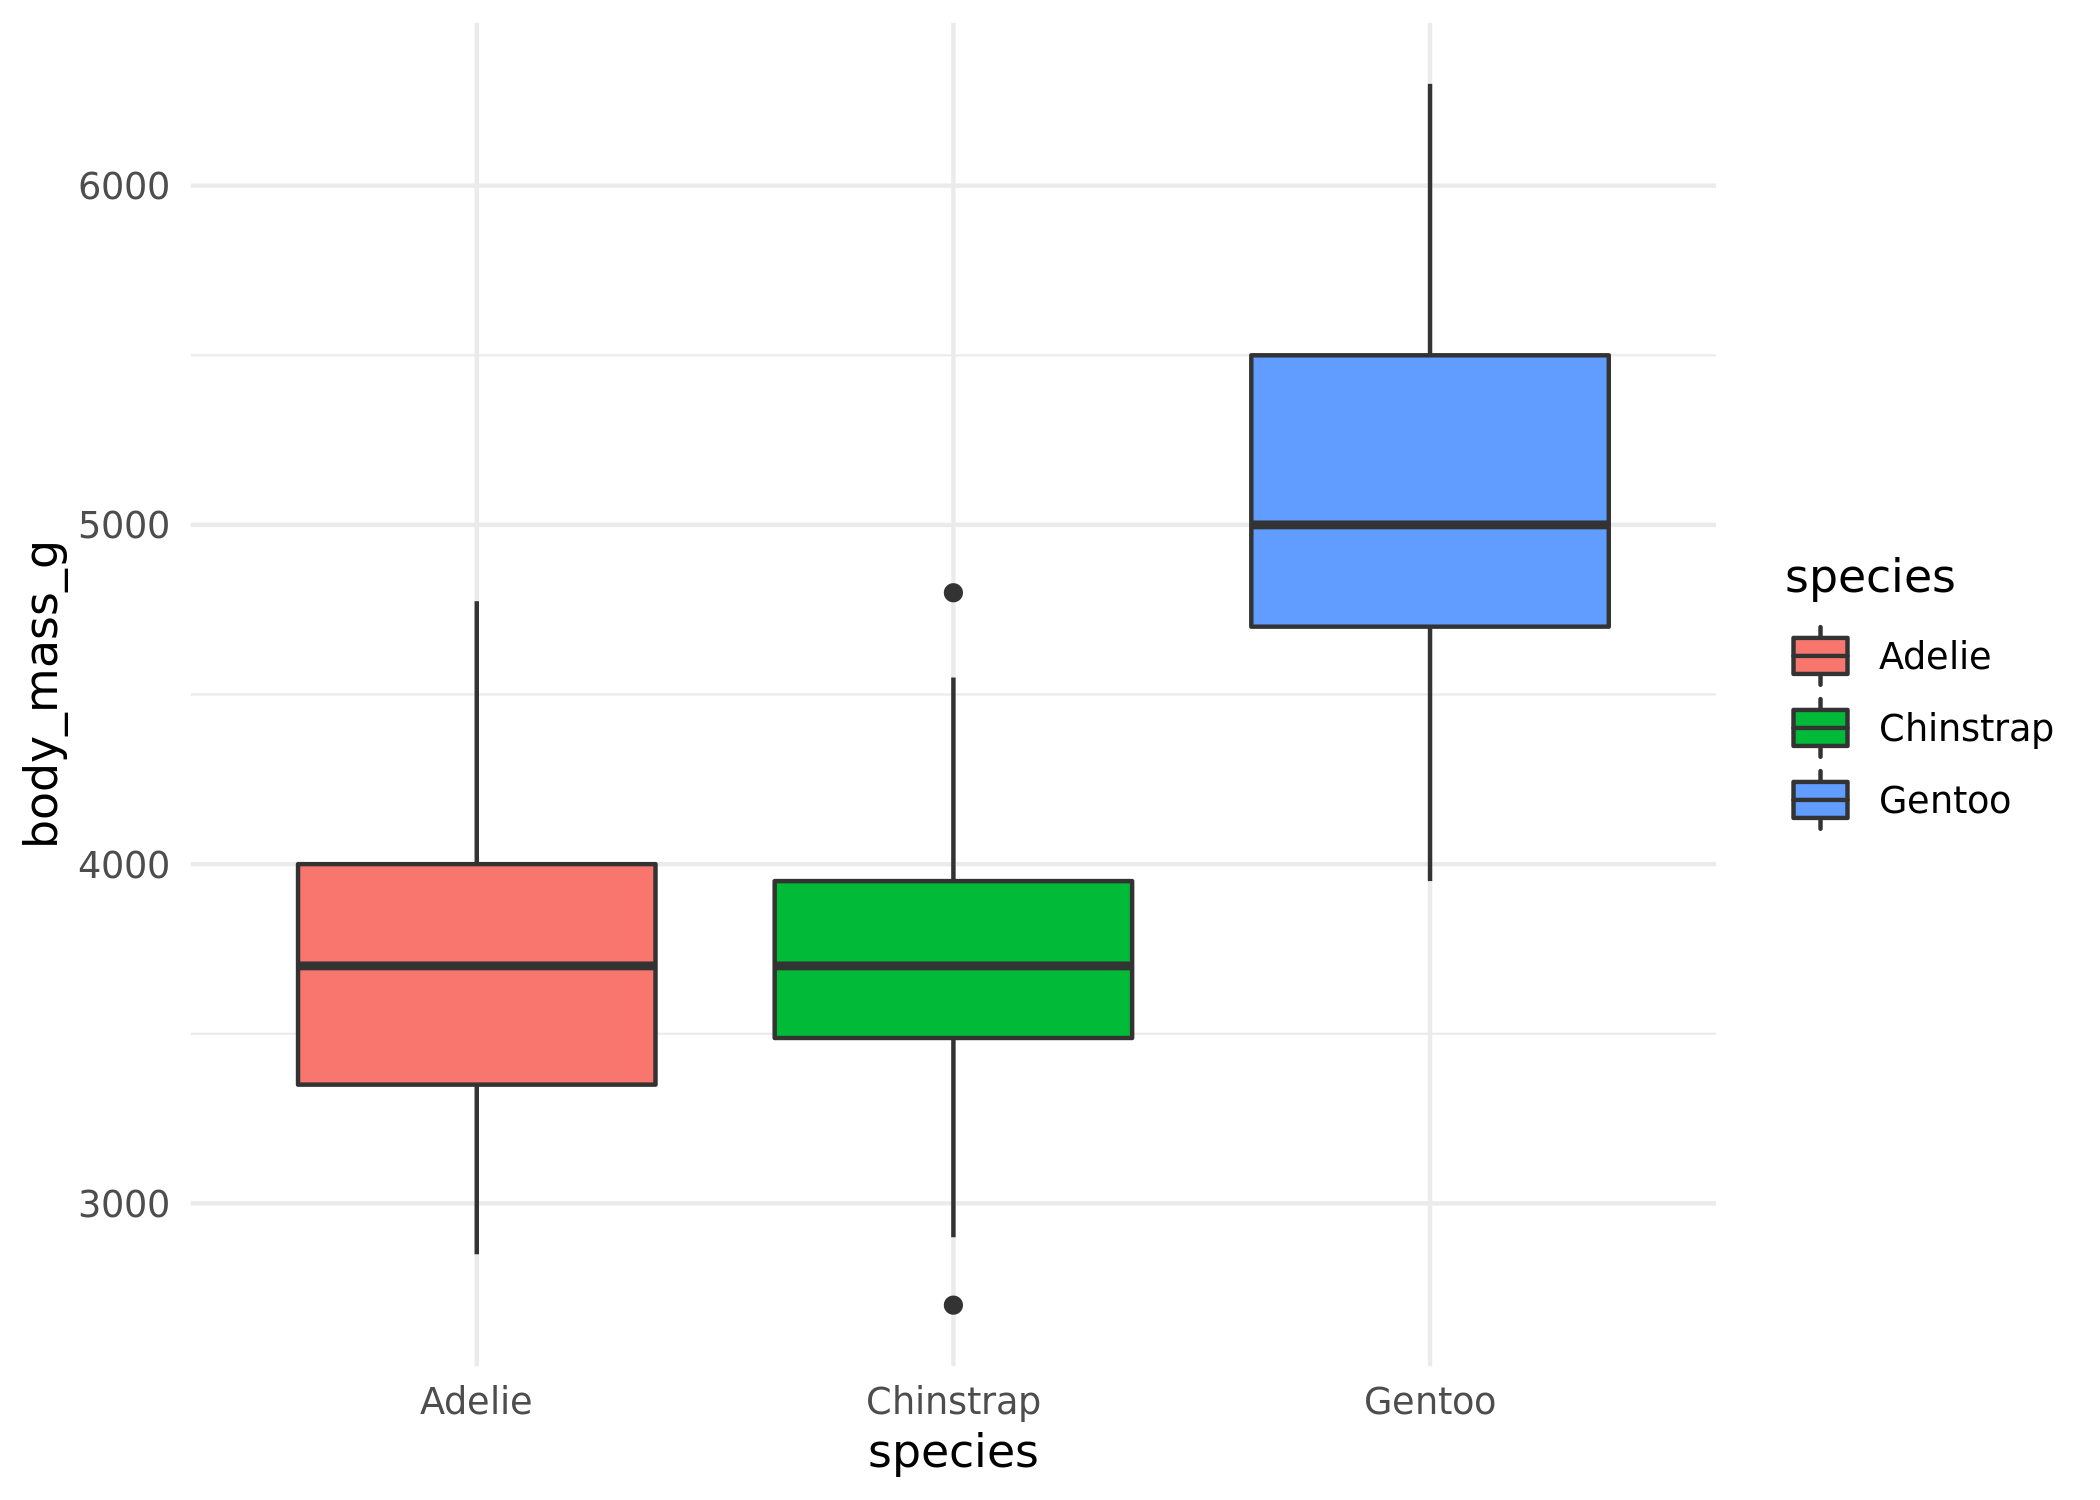 body_mass_g
6000
5000
4000
3000
Adelie
Chinstrap
Gentoo
species
species
Adelie
Chinstrap
Gentoo